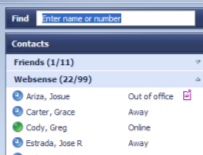 Find Enter name or number
Contacts
Friends (1/11)
Websense (22/99)
Ariza, Josue Out of office
Carter, Grace Away
Cody, Greg Online
Estrada, Jose R Away